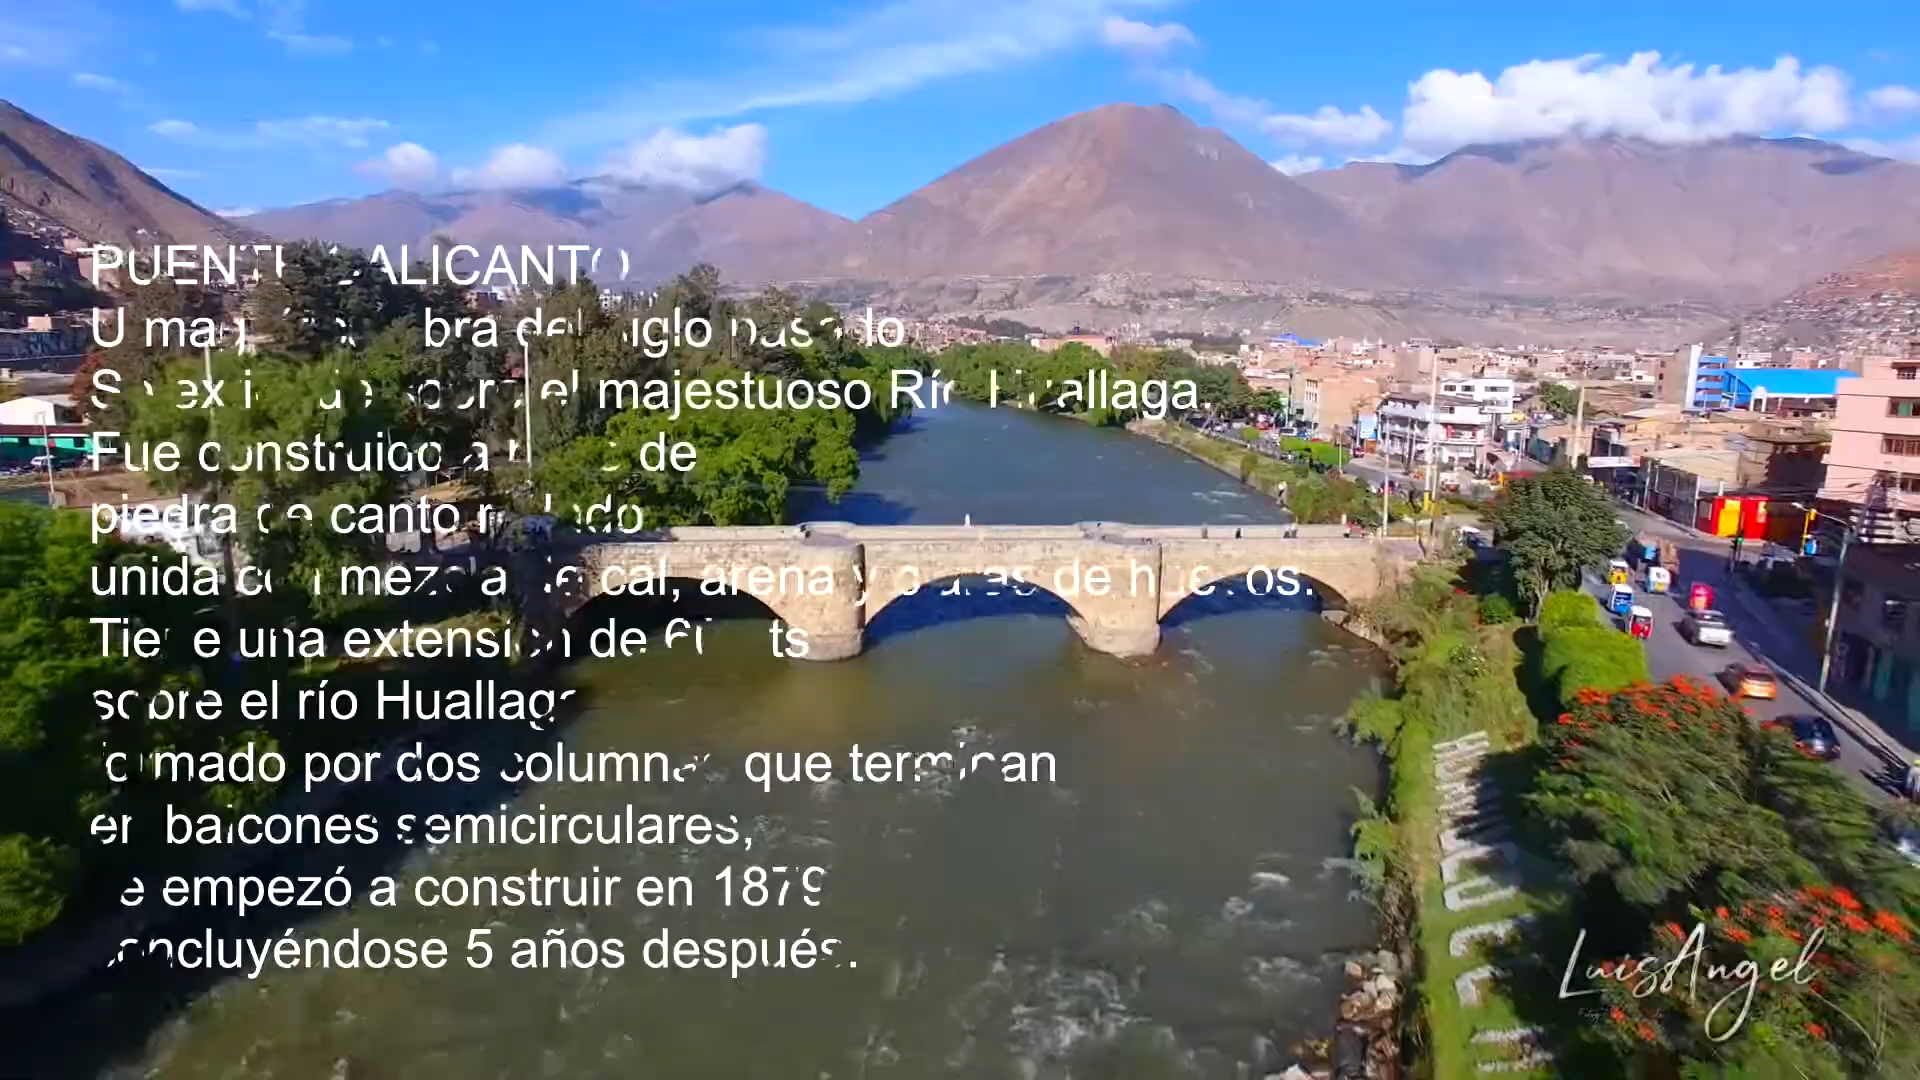 PUENTE CALICANTO
U magnífica obra del siglo pasado
Se extiende sobre el majestuoso Río Huallaga.
Fue construido a base de
piedra de canto rodado
unida con mezcla de cal, arena y claras de huevos.
Tiene una extensión de 60 mts
sobre el río Huallaga
formado por dos columnas que terminan
en balcones semicirculares,
se empezó a construir en 1879
concluyéndose 5 años después.
LuisAngel